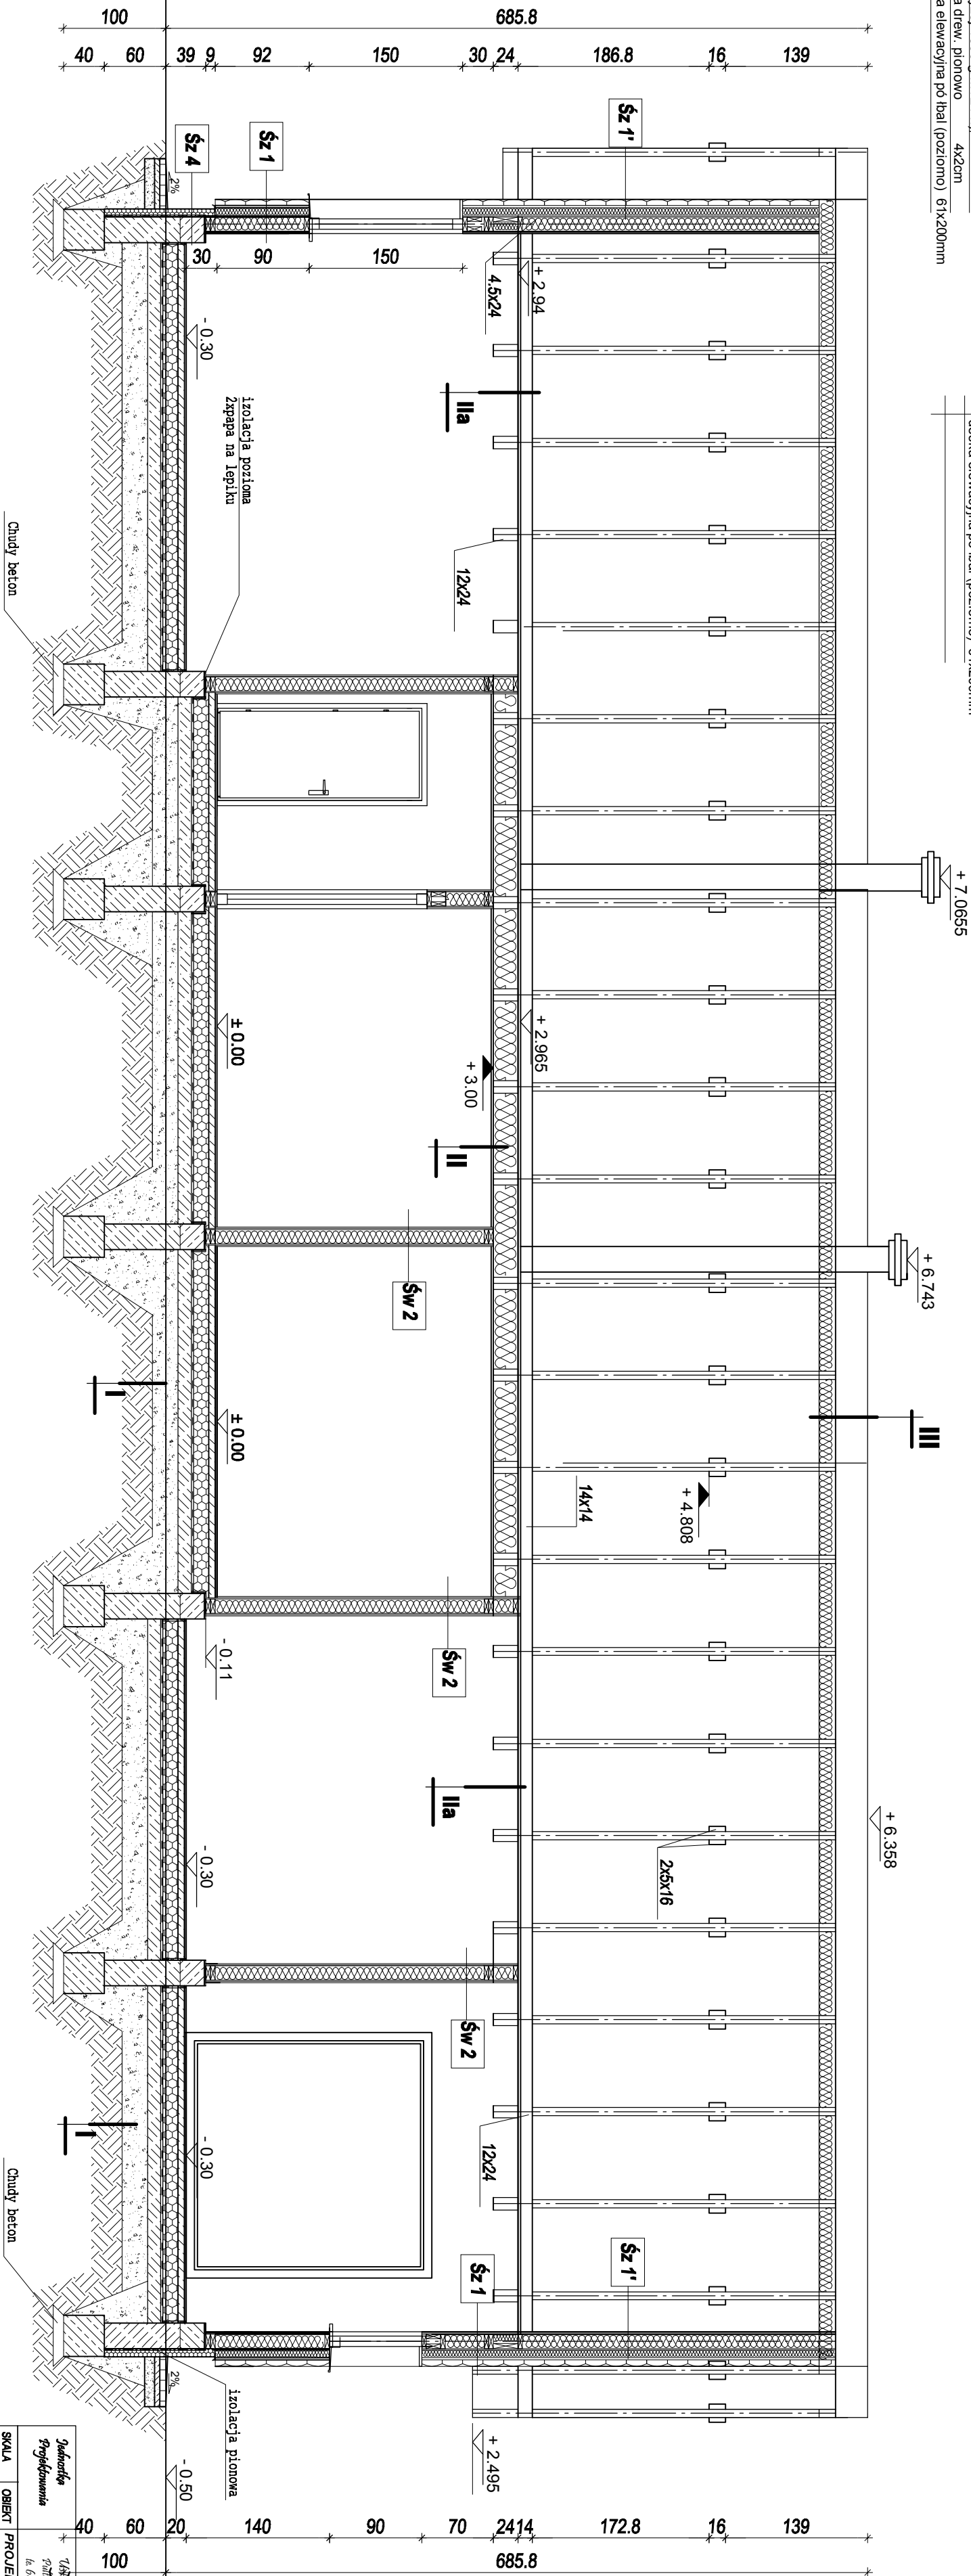 a drew. pionowo 4x2cm
a elewacyjna pó łbal (poziomo) 61x200mm
100
685.8
40
60
39
9
92
150
30
24
186.8
16
139
Śz 4
Śz 1
Śz 1'
2%
30
90
150
+ 2.94
4.5x24
- 0.30
IIa
izolacja pozioma
2xpapa na lepiku
12x24
Chudy beton
+ 7.0655
± 0.00
+ 2.965
+ 3.00
II
Św 2
+ 6.743
I
± 0.00
III
14x14
+ 4.808
Św 2
- 0.11
IIa
+ 6.358
2x5x16
- 0.30
Św 2
I
- 0.30
12x24
Śz 1
Śz 1'
Chudy beton
2%
izolacja pionowa
+ 2.495
- 0.50
40
60
20
140
90
70
24
14
172.8
16
139
100
685.8
Jednostka
Projektowania
SKALA
OBIEKT